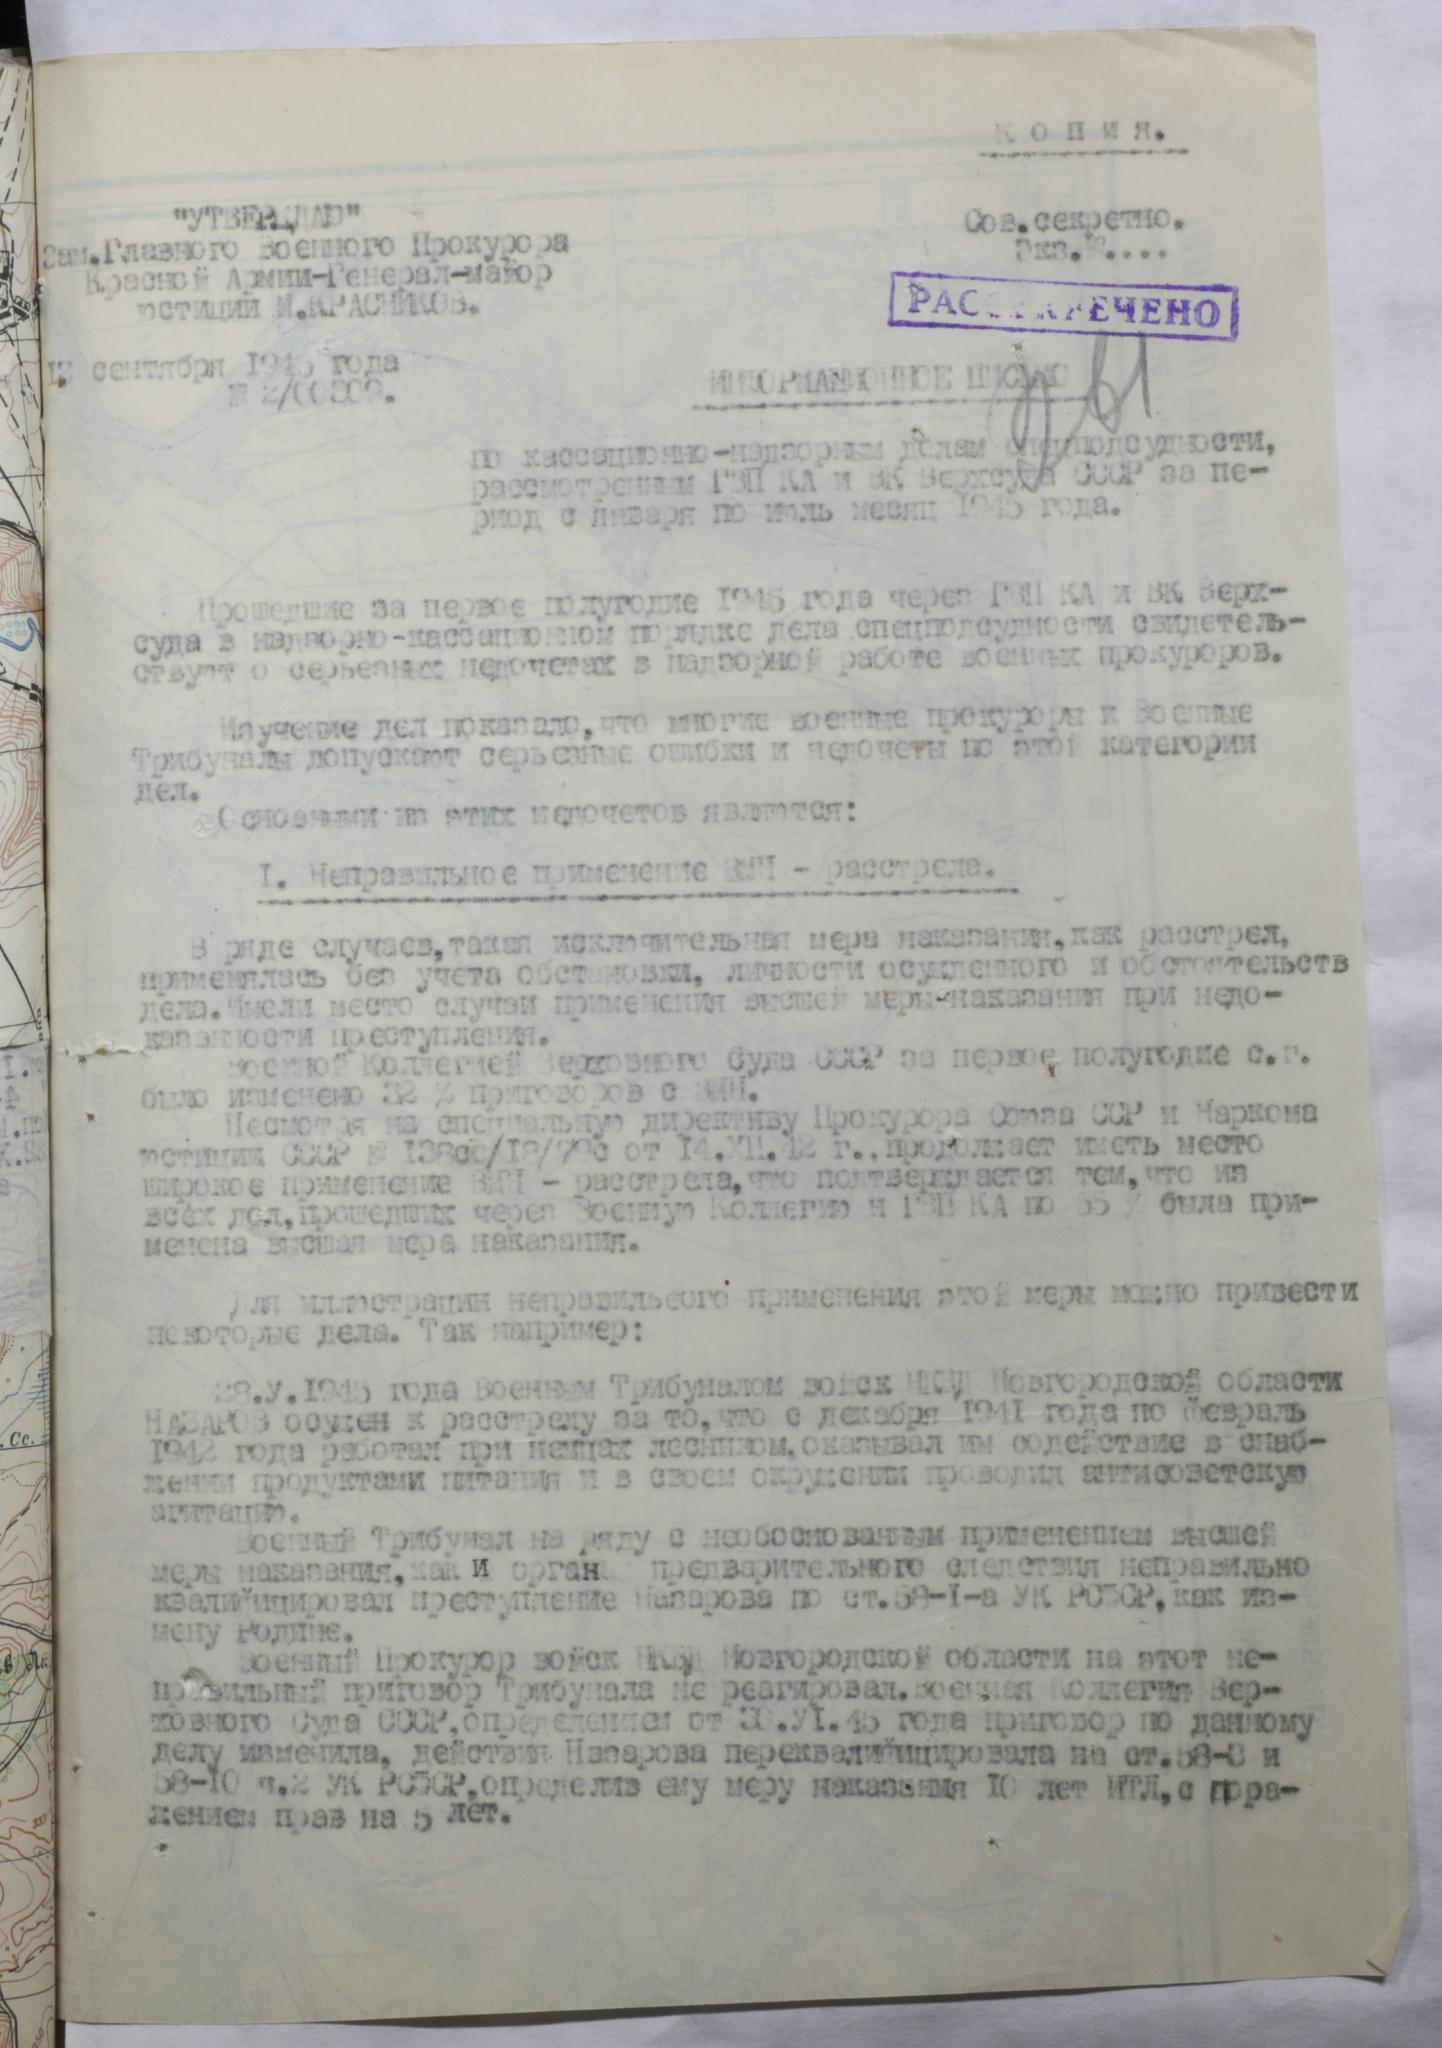 Копия.
"УТВЕРЖДАЮ"
Зам.Главного Военного Прокурора
Красной Армии-Генерал-майор
юстиции М.КРАСНИКОВ.
Сов.секретно.
Экз.№....
РАССЕКРЕЧЕНО
сентября 1945 года
№ 2/
ИНФОРМАЦИОННОЕ ПИСЬМО
по кассационно-надзорным делам спецподсудности,
рассмотренным ГВП КА и ВК Верхсуда СССР за пе-
риод с января по июль месяц 1945 года.
Прошедшие за первое полугодие 1945 года через ГВП КА и ВК Верх-
суда в надзорно-кассационном порядке дела спецподсудности свидетель-
ствуют о серьезных недочетах в надзорной работе военных прокуроров.
Изучение дел показало,что многие военные прокуроры и Военные
Трибуналы допускают серьезные ошибки и недочеты по этой категории
дел.
Основными из этих недочетов являются:
I. Неправильное применение ВМН - расстрела.
В ряде случаев,такая исключительная мера наказания,как расстрел,
применялась без учета обстановки, личности осужденного и обстоятельств
дела.Имели место случаи применения высшей меры-наказания при недо-
казанности преступления.
Военной Коллегией Верховного Суда СССР за первое полугодие с.г.
было изменено 32 % приговоров с ВМН.
Несмотря на специальную директиву Прокурора Союза ССР и Наркома
юстиции СССР № от 14.XII.42 г.,продолжает иметь место
широкое применение ВМН - расстрела,что подтверждается тем,что из
всех дел,прошедших через Военную Коллегию и ГВП КА по % была при-
менена высшая мера наказания.
Для иллюстрации неправильсого применения этой меры можно привести
некоторые дела. Так например:
28.У.1945 года Военным Трибуналом войск НКВД Новгородской области
НАЗАРОВ осужен к расстрелу за то,что с декабря 1941 года по февраль
1942 года работал при немцах лесником,оказывал им содействие в снаб-
жении продуктами питания и в своем окружении проводил антисоветскую
агитацию.
Военный Трибунал на ряду с необоснованным применением высшей
меры наказания,как и орган предварительного следствия неправильно
квалифицировал преступление Назарова по ст.58-1-а УК РСФСР,как из-
мену Родине.
Военный Прокурор войск НКВД Новгородской области на этот не-
правильный приговор Трибунала не реагировал.Военная Коллегия Вер-
ховного Суда СССР,определением от 30.УI.45 года приговор по данному
делу изменила, действия Назарова переквалифицировала на ст.58-3 и
58-10 ч.2 УК РСФСР,определив ему меру наказания 10 лет ИТЛ,с пора-
жением прав на 5 лет.